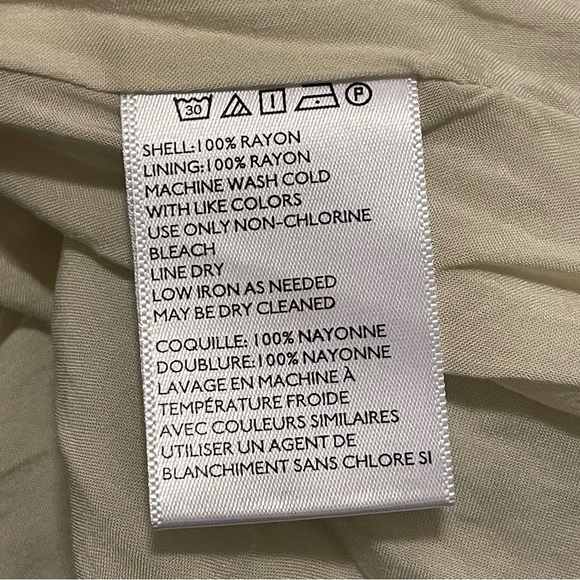 30 P
SHELL:100% RAYON
LINING:100% RAYON
MACHINE WASH COLD
WITH LIKE COLORS
USE ONLY NON-CHLORINE
BLEACH
LINE DRY
LOW IRON AS NEEDED
MAY BE DRY CLEANED
COQUILLE: 100% NAYONNE
DOUBLURE:100% NAYONNE
LAVAGE EN MACHINE À
TEMPÉRATURE FROIDE
AVEC COULEURS SIMILAIRES
UTILISER UN AGENT DE
BLANCHIMENT SANS CHLORE SI